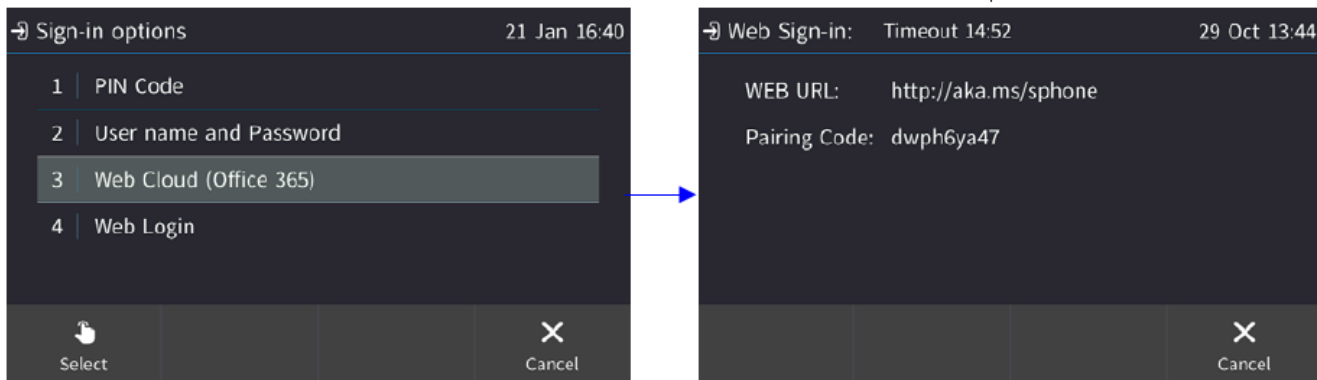 Sign-in options 21 Jan 16:40
1 PIN Code
2 User name and Password
3 Web Cloud (Office 365)
4 Web Login
Select Cancel
Web Sign-in: Timeout 14:52 29 Oct 13:44
WEB URL: http://aka.ms/sphone
Pairing Code: dwph6ya47
Cancel